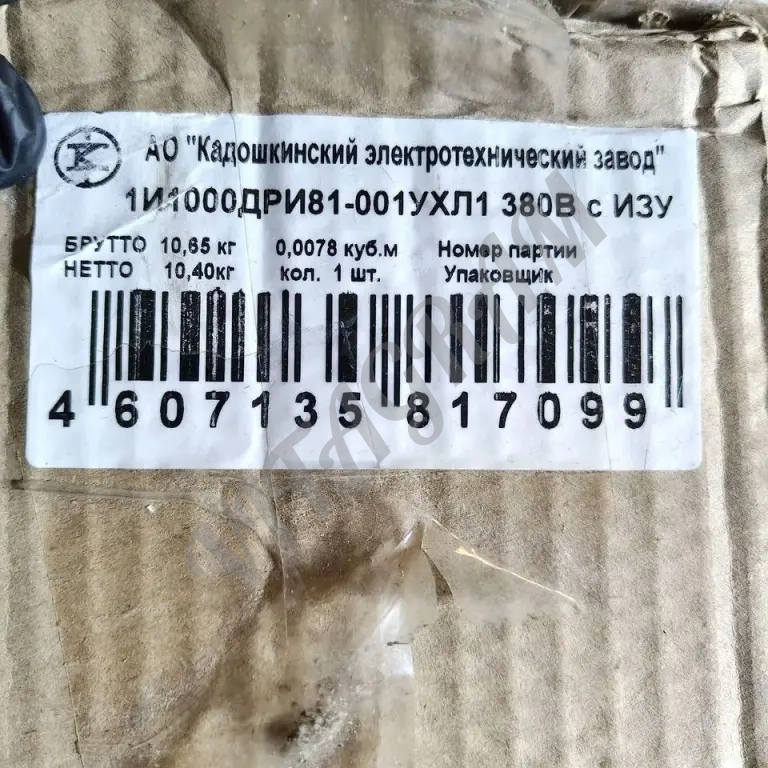 АО "Кадошкинский электротехнический завод"
1И1000ДРИ81-001УХЛ1 380В с ИЗУ
БРУТТО 10,65 кг 0,0078 куб.м Номер партии
НЕТТО 10,40кг кол. 1 шт. Упаковщик
4 607135 817099